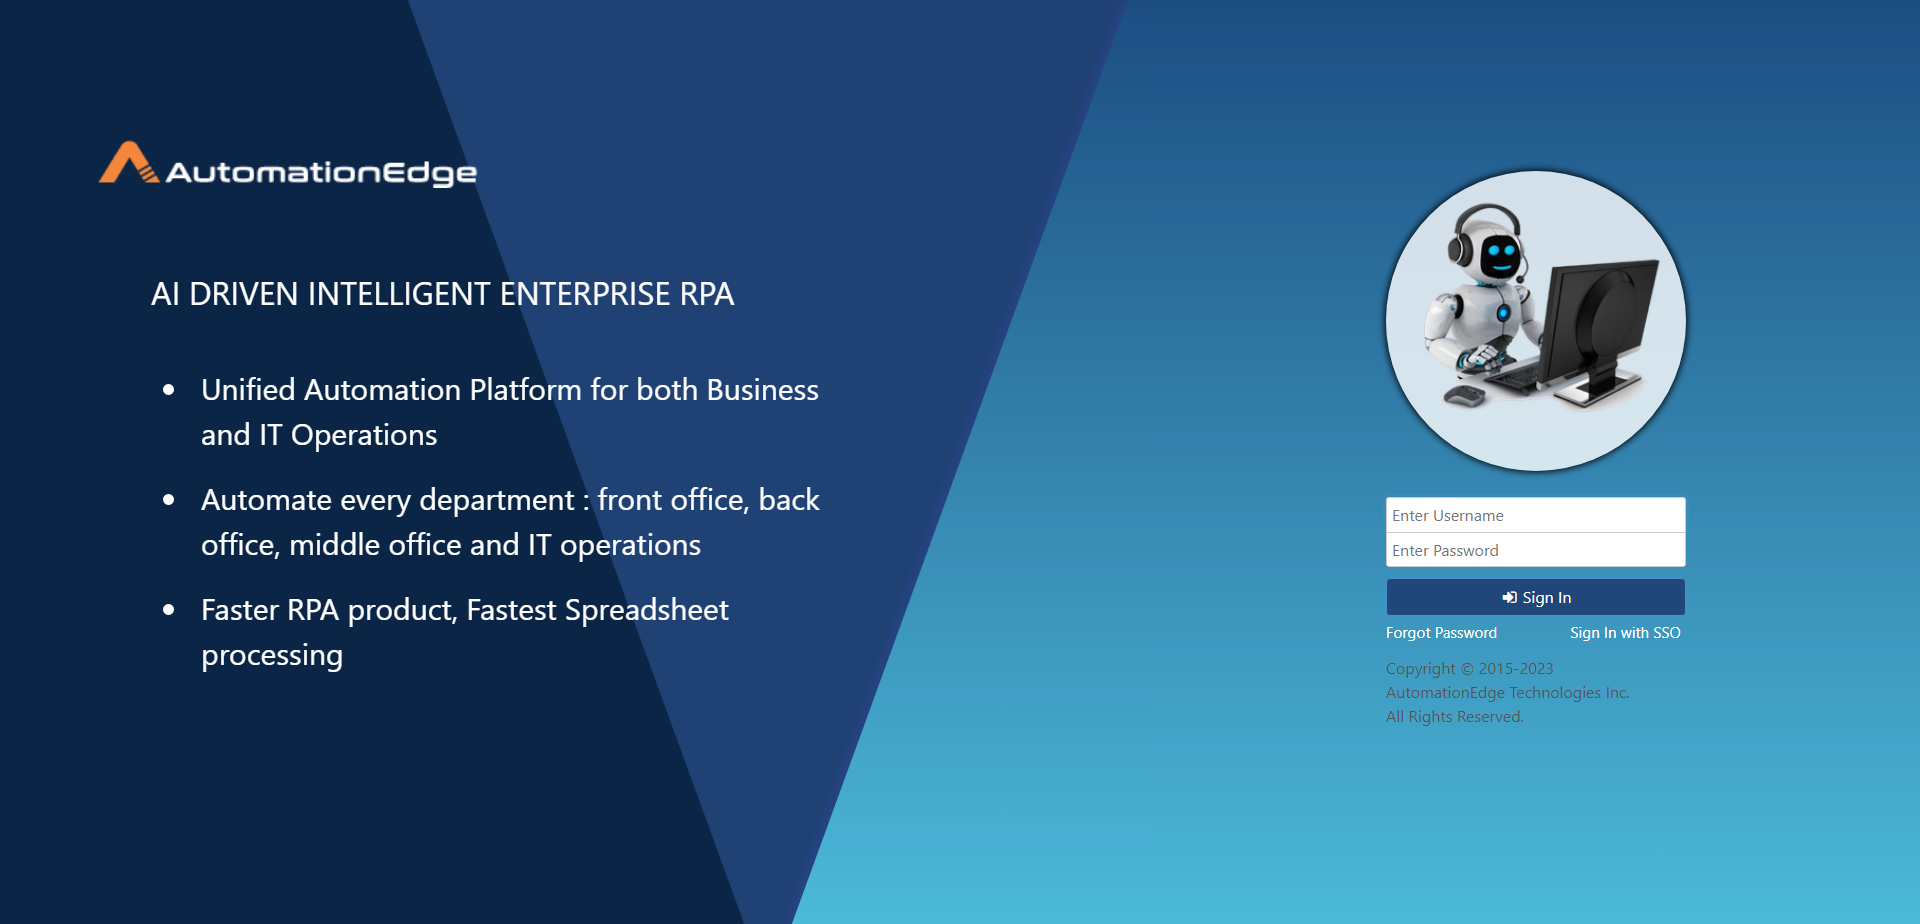 AutomationEdge
AI DRIVEN INTELLIGENT ENTERPRISE RPA
Unified Automation Platform for both Business
and IT Operations
Automate every department : front office, back
office, middle office and IT operations
Faster RPA product, Fastest Spreadsheet
processing
Enter Username
Enter Password
Sign In
Forgot Password
Sign In with SSO
Copyright © 2015-2023
AutomationEdge Technologies Inc.
All Rights Reserved.